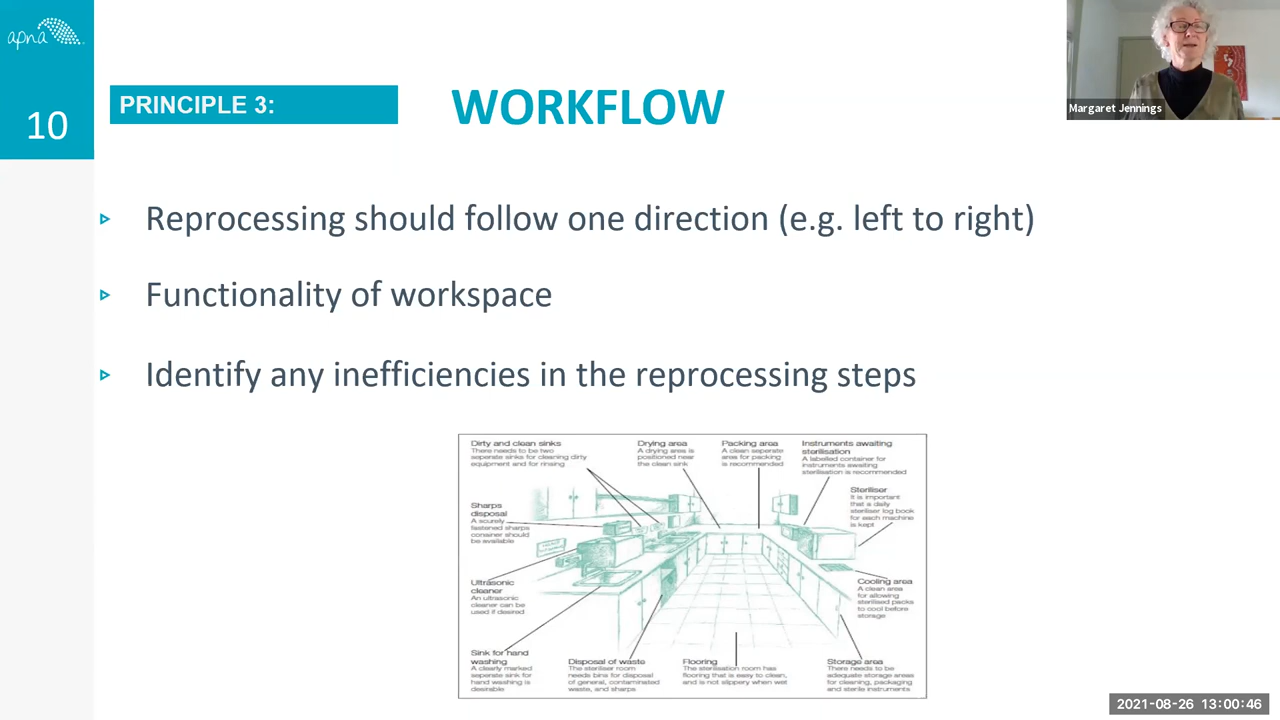 apna
10
PRINCIPLE 3:
WORKFLOW
Margaret Jennings
Reprocessing should follow one direction (e.g. left to right)
Functionality of workspace
Identify any inefficiencies in the reprocessing steps
Dirty and clean sinks
There needs to be two
seperate sinks for cleaning dirty
equipment and for rinsing
Drying area
A drying area is
positioned near
the clean sink
Packing area
A clean seperate
area for packing
is recommended
Instruments awaiting
sterilisation
A labelled container for
instruments awaiting
sterilisation is recommended
Steriliser
It is important
that a daily
steriliser log book
for each machine
is kept
Sharps
disposal
A scurely
fastened sharps
container should
be available
Ultrasonic
cleaner
An ultrasonic
cleaner can be
used if desired
Cooling area
A clean area
for allowing
sterilised packs
to cool before
storage
Sink for hand
washing
A clearly marked
seperate sink for
hand washing is
desirable
Disposal of waste
The steriliser room
needs bins for disposal
of general, contaminated
waste, and sharps
Flooring
The sterilisation room has
flooring that is easy to clean,
and is not slippery when wet
Storage area
There needs to be
adequate storage areas
for cleaning, packaging
and sterile instruments
2021-08-26 13:00:46